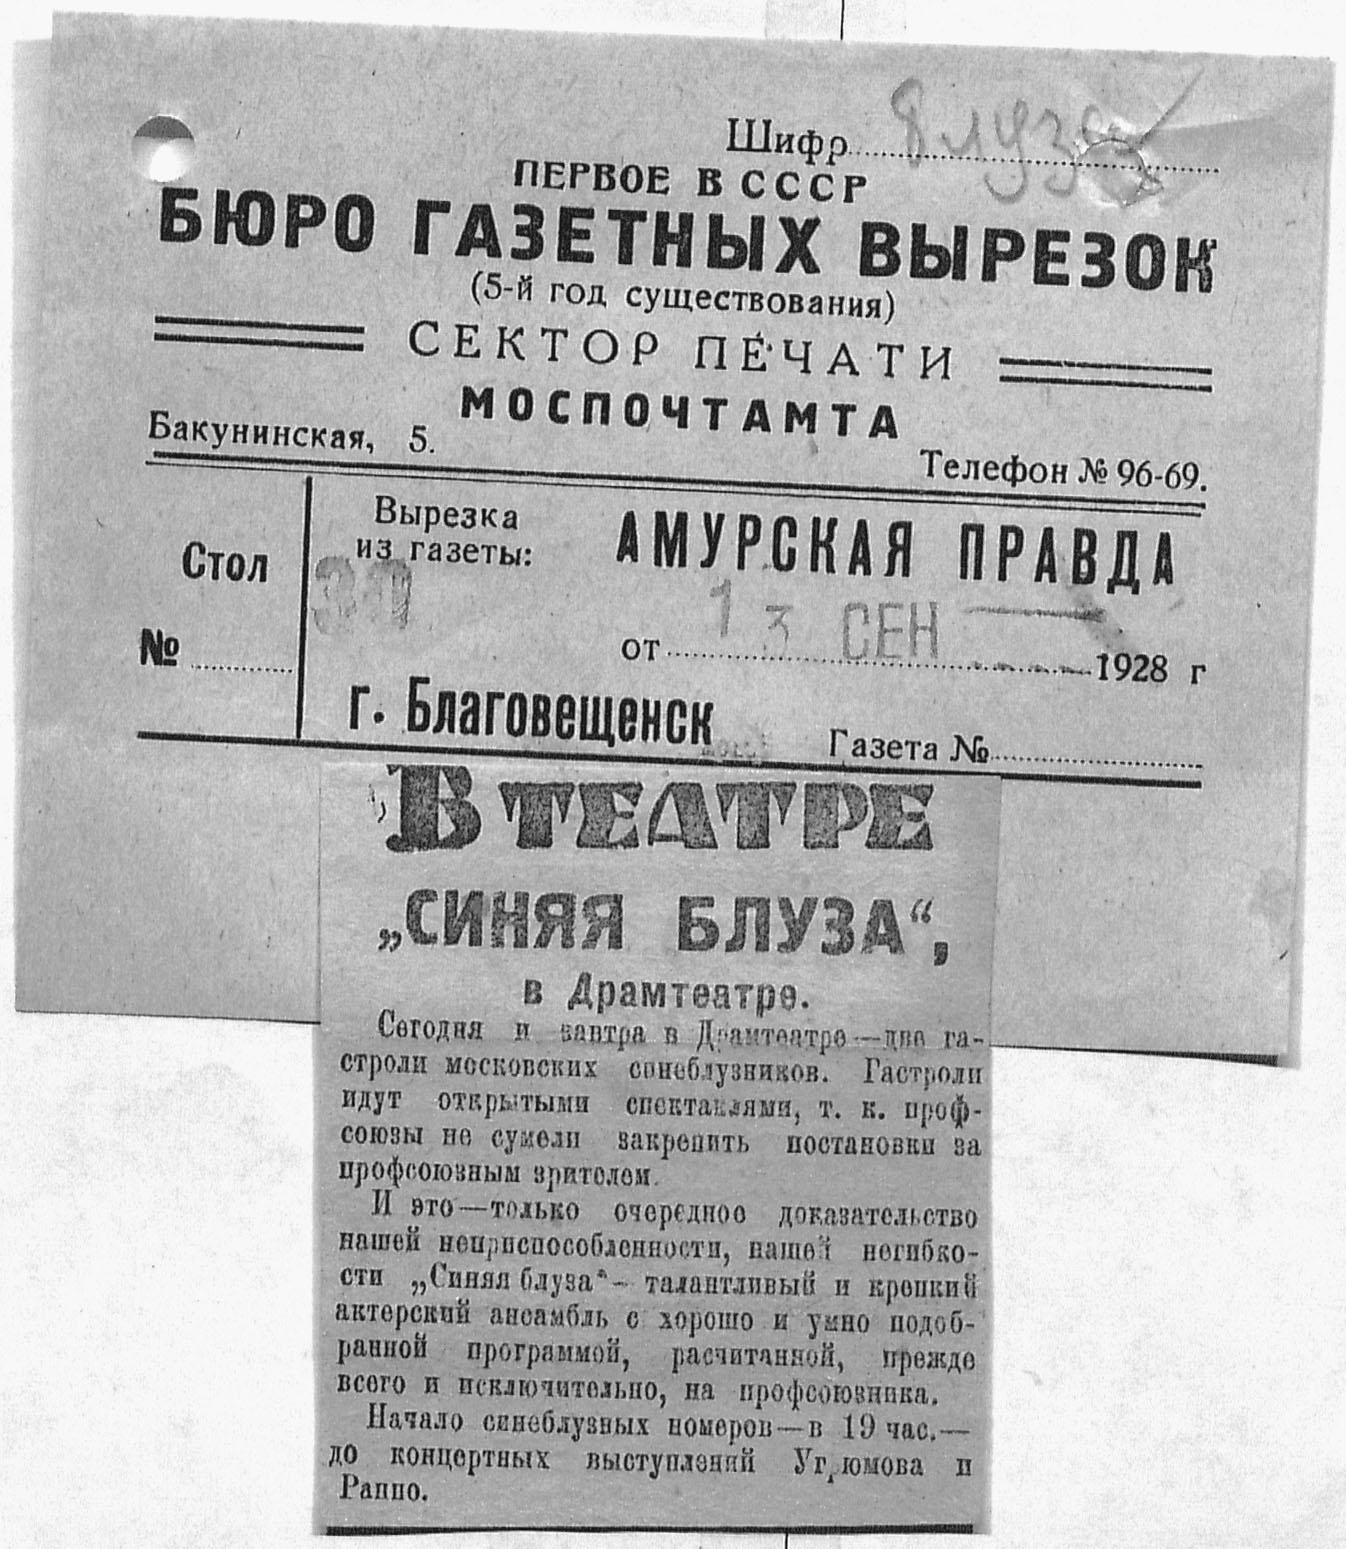 Шифр Блуза
ПЕРВОЕ В СССР
БЮРО ГАЗЕТНЫХ ВЫРЕЗОК
(5-й год существования)
СЕКТОР ПЕЧАТИ
МОСПОЧТАМТА
Бакунинская, 5.
Телефон № 96-69.
Стол
№
Вырезка
из газеты:
АМУРСКАЯ ПРАВДА
от 13 СЕН 1928 г
г. Благовещенск
Газета №
В ТЕАТРЕ
„СИНЯЯ БЛУЗА“,
в Драмтеатре.
Сегодня и завтра в Драмтеатре—две га-
строли московских синеблузников. Гастроли
идут открытыми спектаклями, т. к. проф-
союзы не сумели закрепить постановки за
профсоюзным зрителем.
И это—только очередное доказательство
нашей неприспособленности, нашей негибко-
сти „Синяя блуза“- талантливый и крепкий
актерский ансамбль с хорошо и умно подоб-
ранной программой, расчитанной, прежде
всего и исключительно, на профсоюзника.
Начало синеблузных номеров—в 19 час.—
до концертных выступлений Угрюмова и
Раппо.